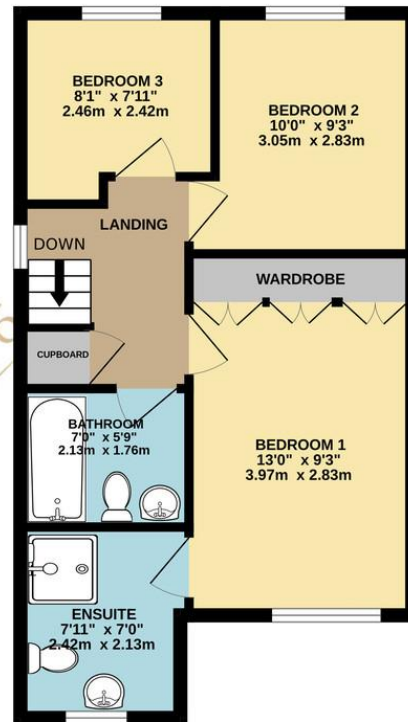 BEDROOM 3
8'1" x 7'11"
2.46m x 2.42m
BEDROOM 2
10'0" x 9'3"
3.05m x 2.83m
LANDING
DOWN
WARDROBE
CUPBOARD
BATHROOM
7'0" x 5'9"
2.13m x 1.76m
BEDROOM 1
13'0" x 9'3"
3.97m x 2.83m
ENSUITE
7'11" x 7'0"
2.42m x 2.13m